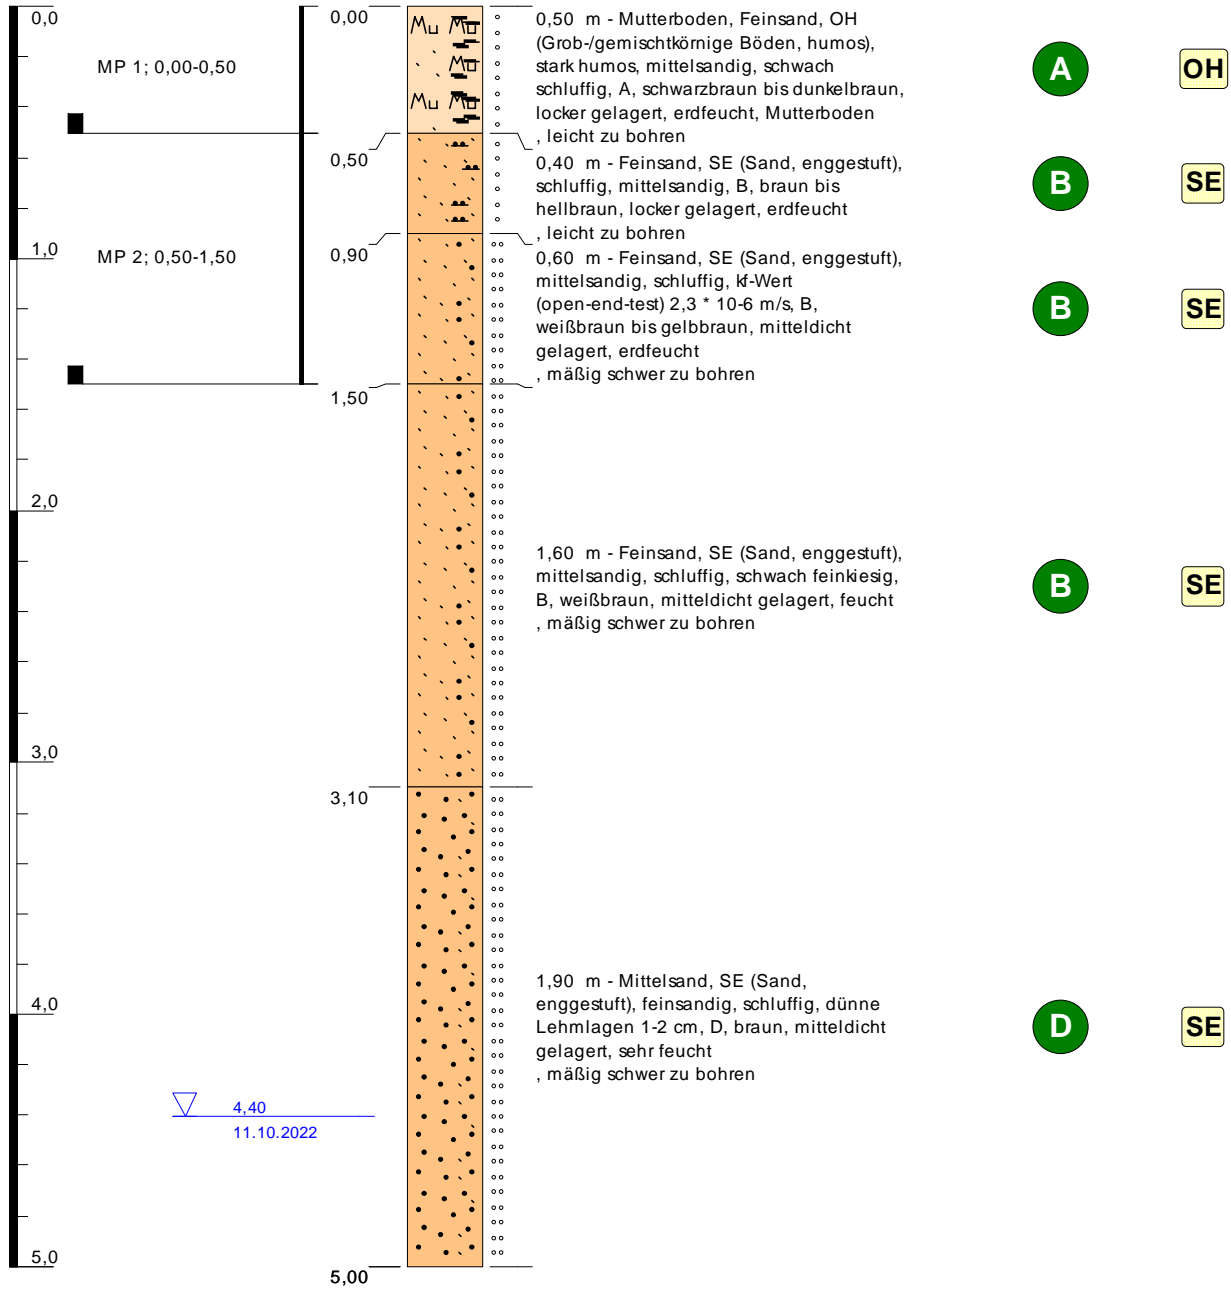 0,0
0,00
MP 1; 0,00-0,50
Mu Mu
Mu
Mu Mu
0,50 m - Mutterboden, Feinsand, OH
(Grob-/gemischtkörnige Böden, humos),
stark humos, mittelsandig, schwach
schluffig, A, schwarzbraun bis dunkelbraun,
locker gelagert, erdfeucht, Mutterboden
, leicht zu bohren
A
OH
0,50
0,40 m - Feinsand, SE (Sand, enggestuft),
schluffig, mittelsandig, B, braun bis
hellbraun, locker gelagert, erdfeucht
, leicht zu bohren
B
SE
1,0
MP 2; 0,50-1,50
0,90
0,60 m - Feinsand, SE (Sand, enggestuft),
mittelsandig, schluffig, kf-Wert
(open-end-test) 2,3 * 10-6 m/s, B,
weißbraun bis gelbbraun, mitteldicht
gelagert, erdfeucht
, mäßig schwer zu bohren
B
SE
1,50
2,0
1,60 m - Feinsand, SE (Sand, enggestuft),
mittelsandig, schluffig, schwach feinkiesig,
B, weißbraun, mitteldicht gelagert, feucht
, mäßig schwer zu bohren
B
SE
3,0
3,10
1,90 m - Mittelsand, SE (Sand,
enggestuft), feinsandig, schluffig, dünne
Lehmlagen 1-2 cm, D, braun, mitteldicht
gelagert, sehr feucht
, mäßig schwer zu bohren
D
SE
4,0
4,40
11.10.2022
5,0
5,00